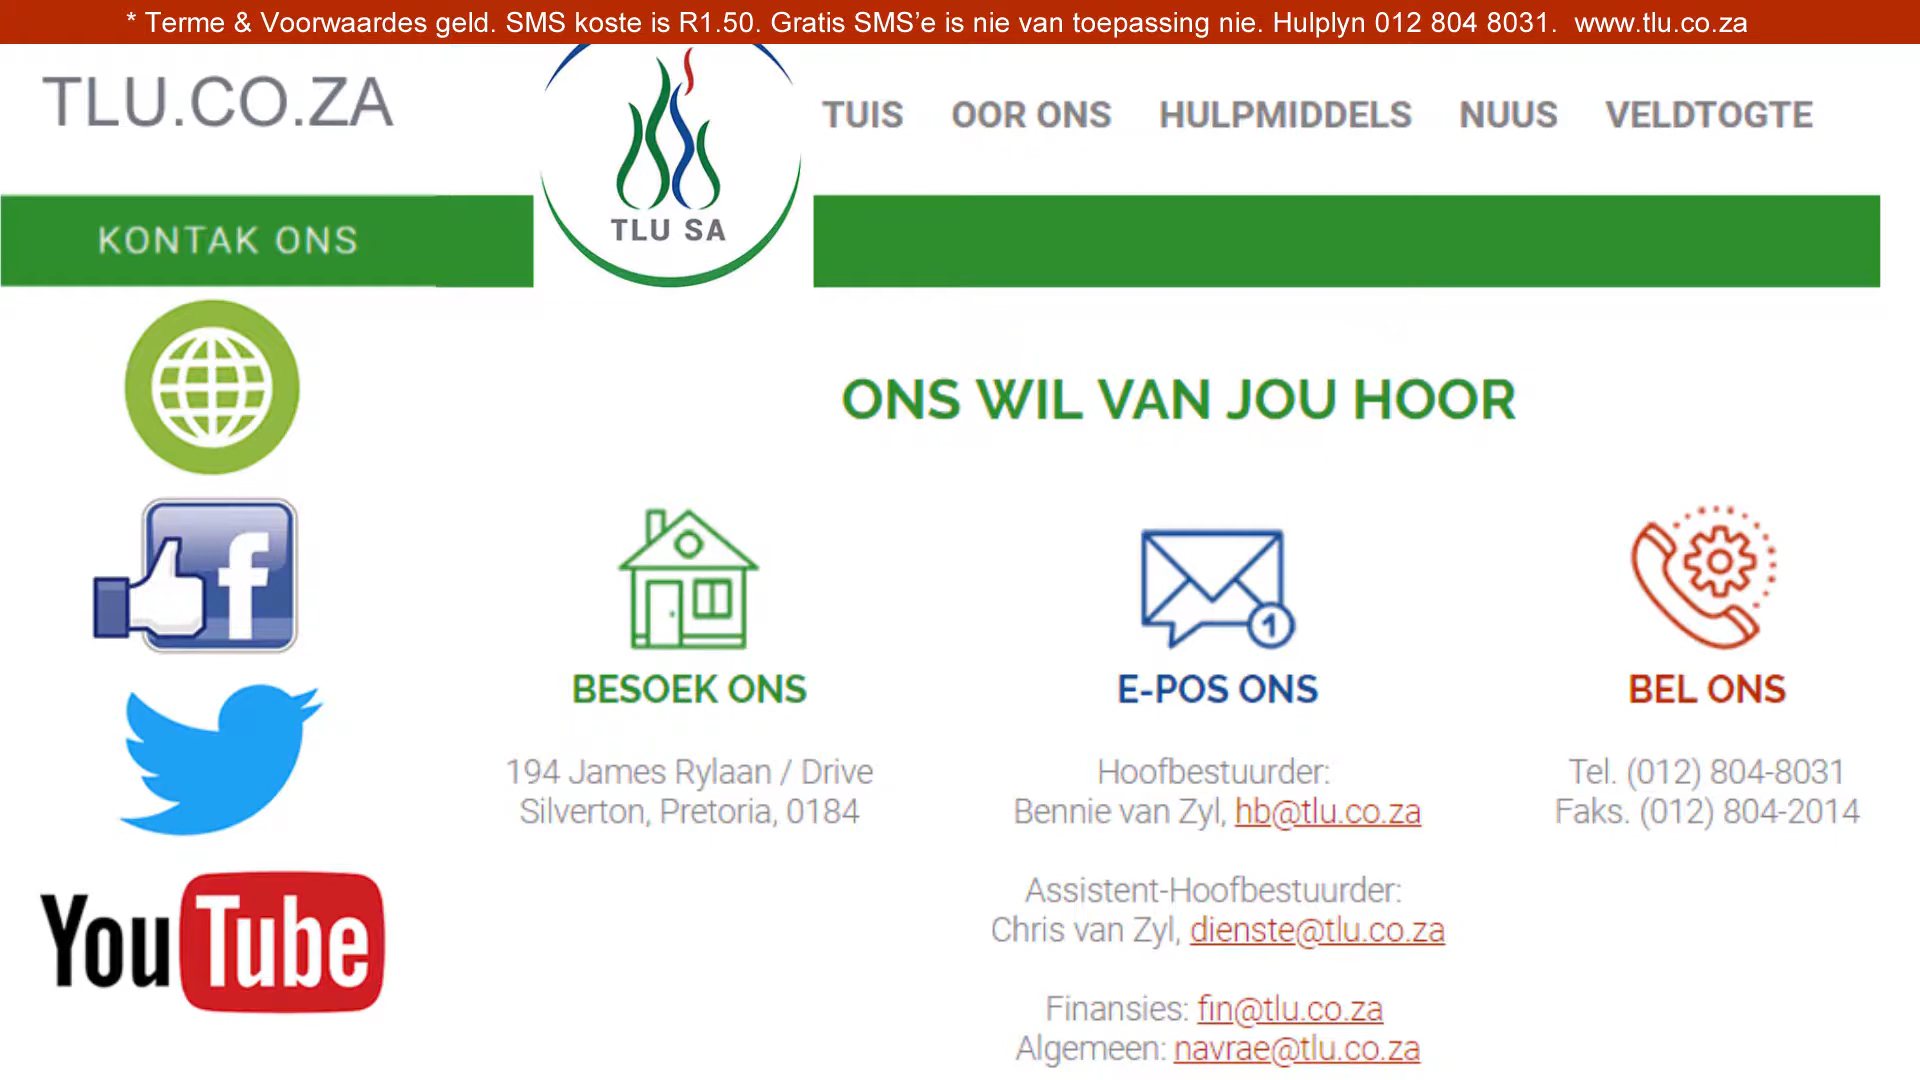 * Terme & Voorwaardes geld. SMS koste is R1.50. Gratis SMS’e is nie van toepassing nie. Hulplyn 012 804 8031. www.tlu.co.za
TLU.CO.ZA
TUIS OOR ONS HULPMIDDELS NUUS VELDTOGTE
TLU SA
KONTAK ONS
ONS WIL VAN JOU HOOR
f
1
BESOEK ONS
194 James Rylaan / Drive
Silverton, Pretoria, 0184
E-POS ONS
Hoofbestuurder:
Bennie van Zyl, hb@tlu.co.za
Assistent-Hoofbestuurder:
Chris van Zyl, dienste@tlu.co.za
Finansies: fin@tlu.co.za
Algemeen: navrae@tlu.co.za
BEL ONS
Tel. (012) 804-8031
Faks. (012) 804-2014
YouTube